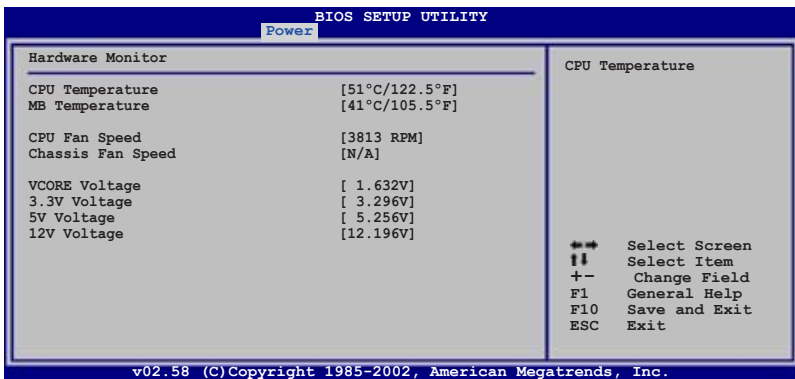 BIOS SETUP UTILITY
Power
Hardware Monitor
CPU Temperature [51°C/122.5°F]
MB Temperature [41°C/105.5°F]
CPU Fan Speed [3813 RPM]
Chassis Fan Speed [N/A]
VCORE Voltage [ 1.632V]
3.3V Voltage [ 3.296V]
5V Voltage [ 5.256V]
12V Voltage [12.196V]
CPU Temperature
←→ Select Screen
↑↓ Select Item
+- Change Field
F1 General Help
F10 Save and Exit
ESC Exit
v02.58 (C)Copyright 1985-2002, American Megatrends, Inc.